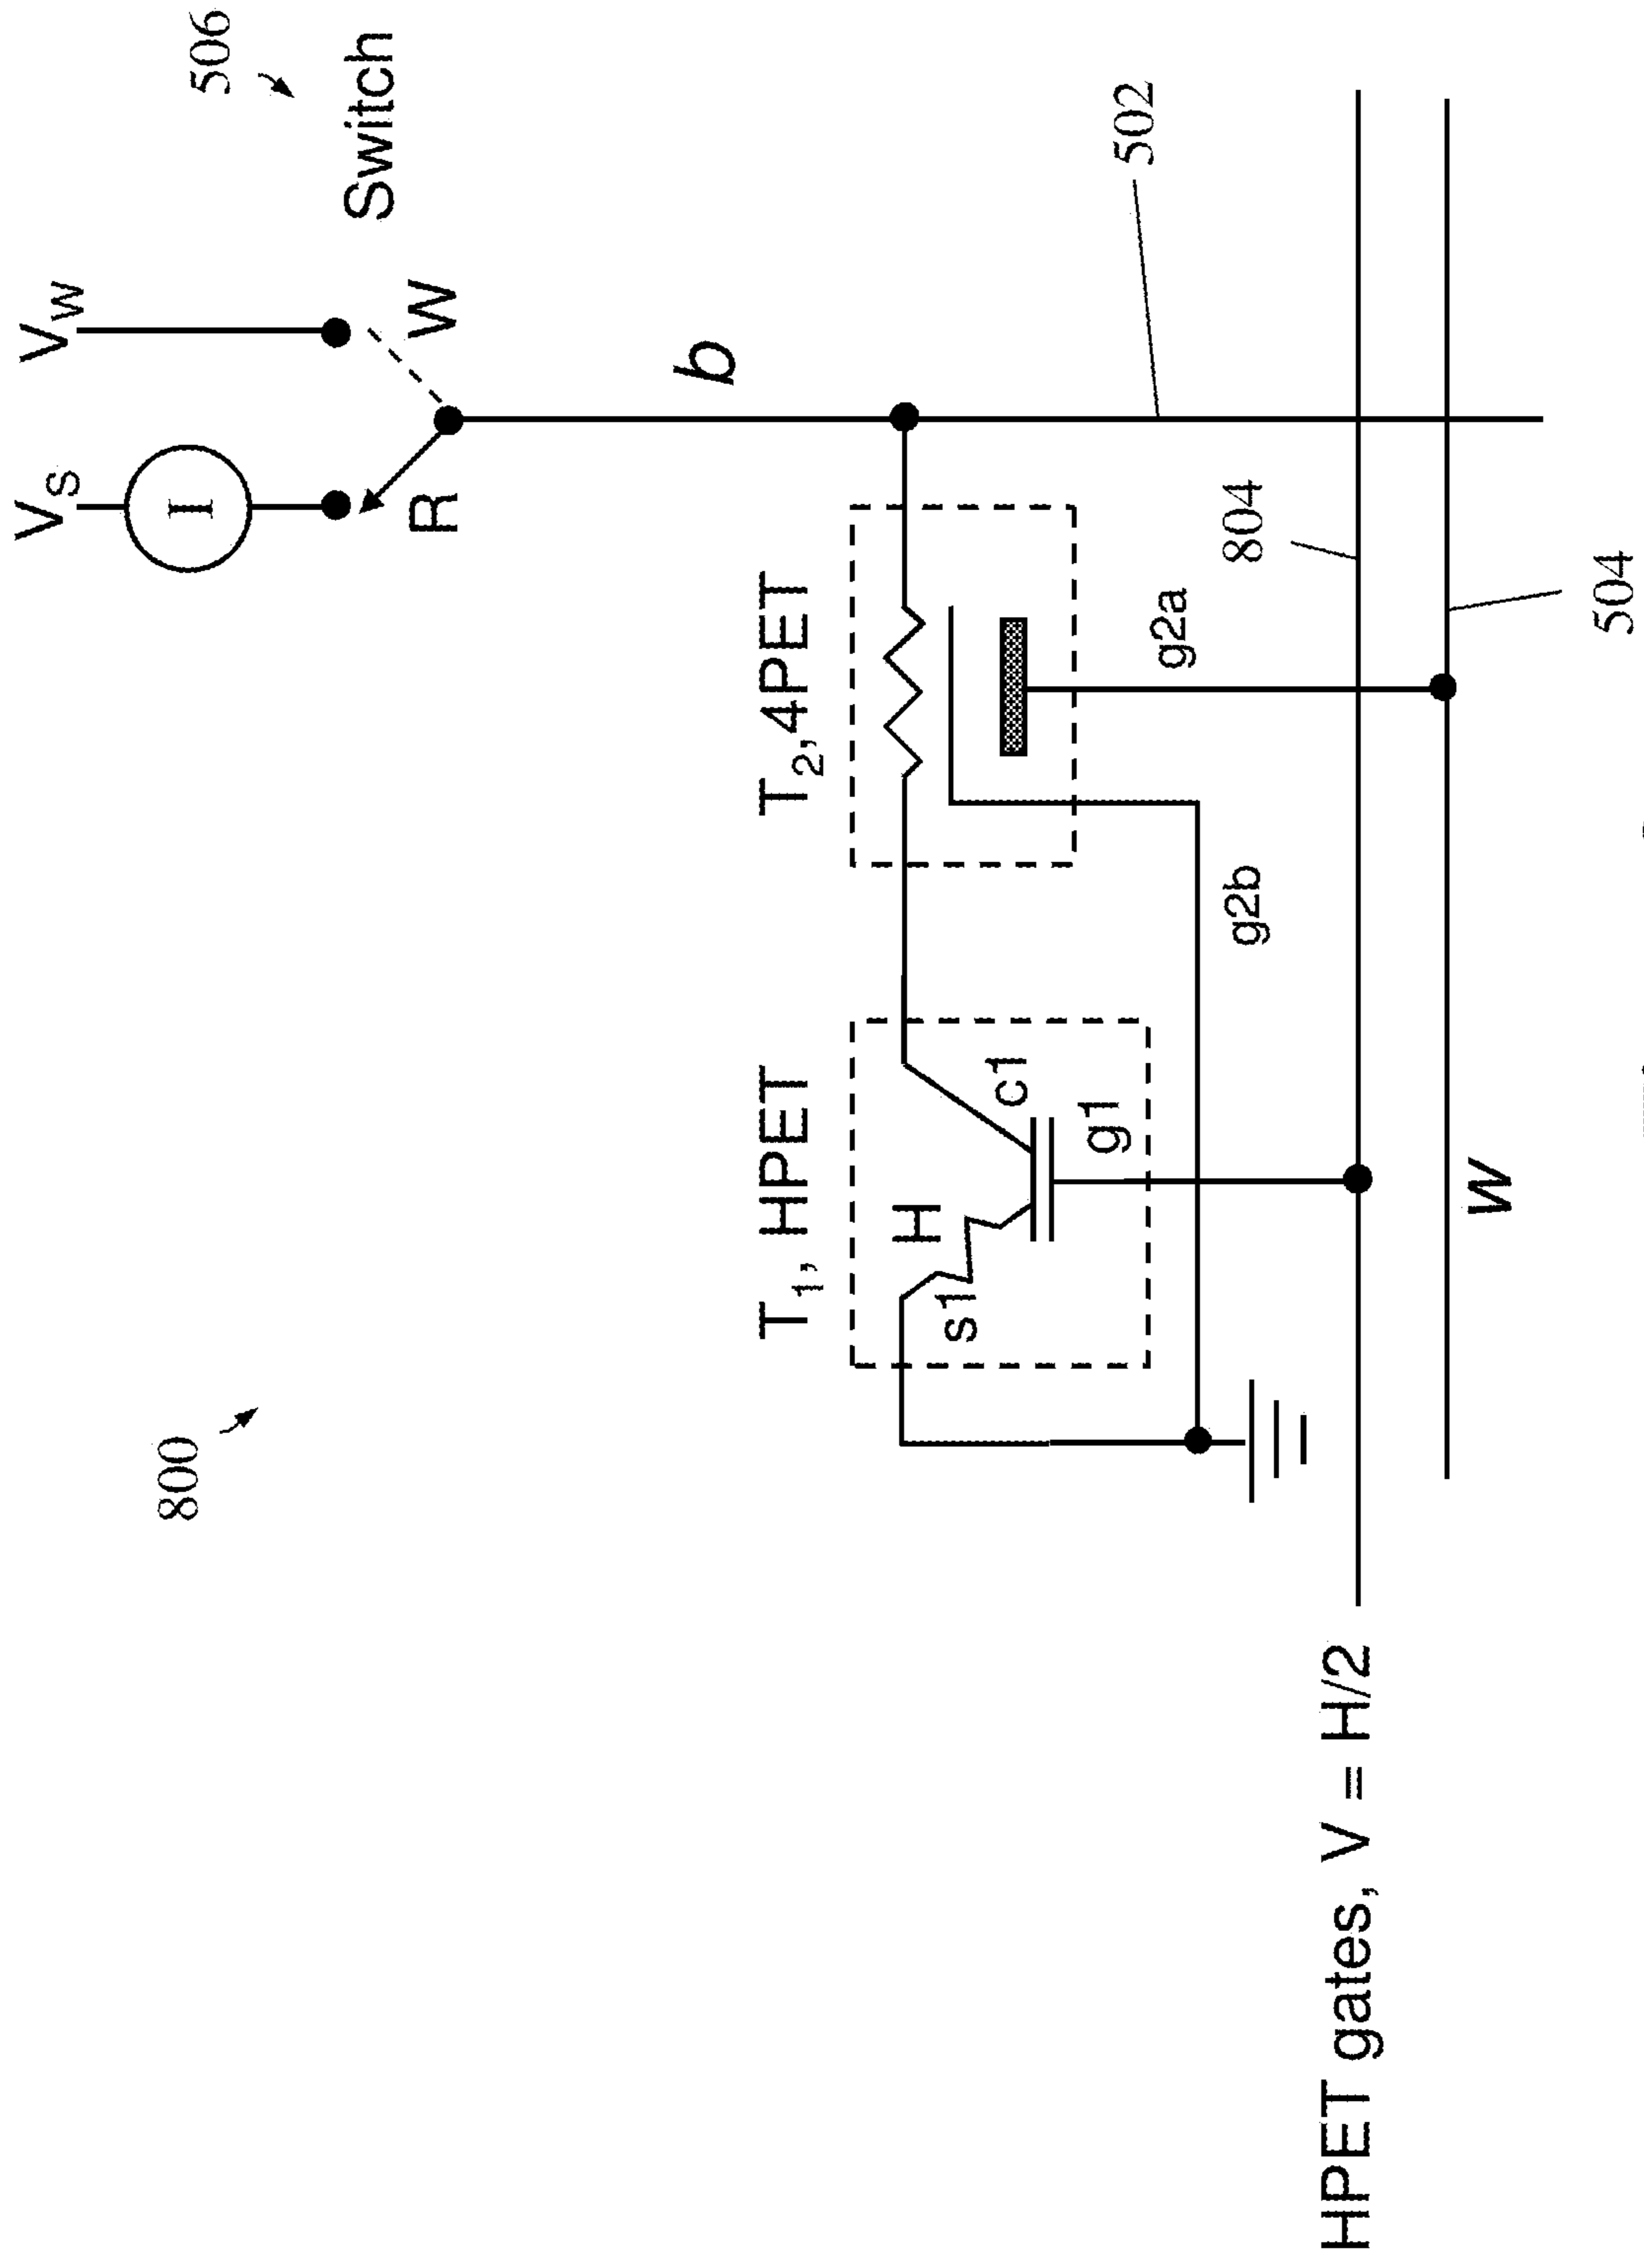 800
506
Switch
V_S
V_W
I
R
W
b
T_1, HPET
T_2, 4PET
H
s1
c1
g1
g2b
g2a
502
804
HPET gates, V = H/2
w
504